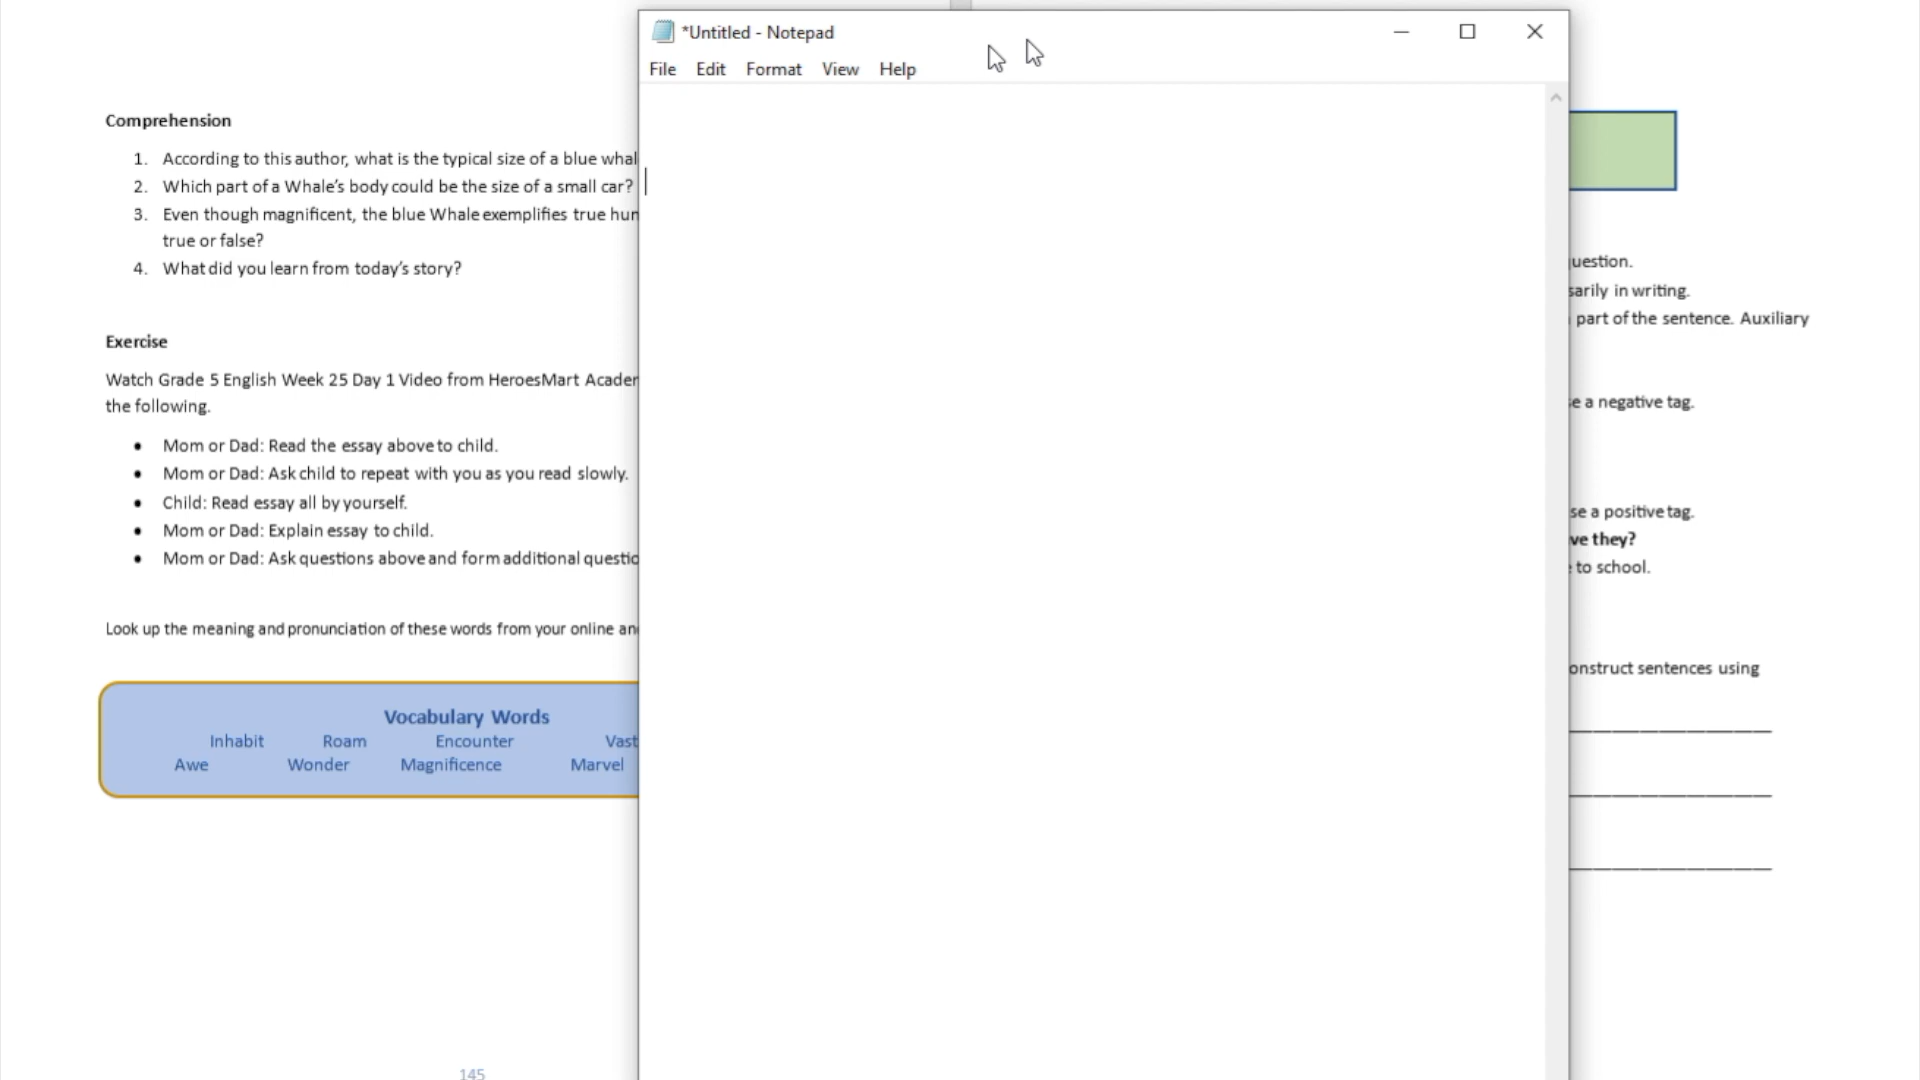 *Untitled - Notepad
File Edit Format View Help
Comprehension
1. According to this author, what is the typical size of a blue
2. Which part of a Whale's body could be the size of a small car?
3. Even though magnificent, the blue Whale exemplifies true
true or false?
4. What did you learn from today's story?
Exercise
Watch Grade 5 English Week 25 Day 1 Video from HeroesMart
the following.
• Mom or Dad: Read the essay above to child.
• Mom or Dad: Ask child to repeat with you as you read slowly.
• Child: Read essay all by yourself.
• Mom or Dad: Explain essay to child.
• Mom or Dad: Ask questions above and form additional
Look up the meaning and pronunciation of these words from your online
Vocabulary Words
Inhabit Roam Encounter Vast
Awe Wonder Magnificence Marvel
145
uestion.
sarily in writing.
part of the sentence. Auxiliary
se a negative tag.
se a positive tag.
ve they?
to school.
onstruct sentences using